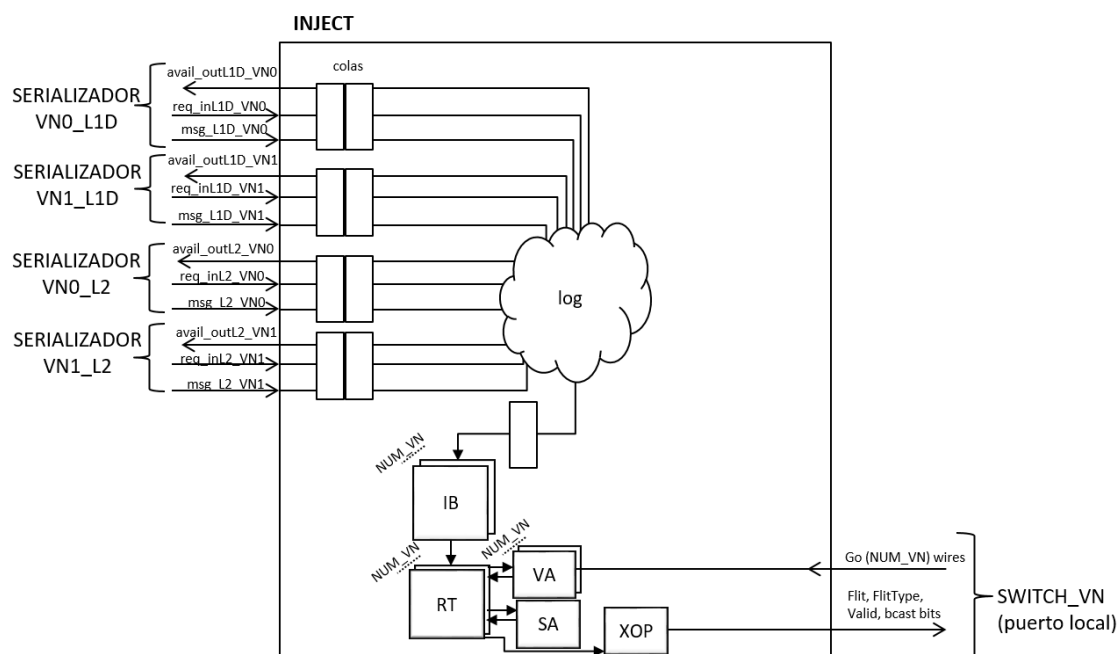 INJECT
colas
SERIALIZADOR
VN0_L1D
avail_outL1D_VN0
req_inL1D_VN0
msg_L1D_VN0
SERIALIZADOR
VN1_L1D
avail_outL1D_VN1
req_inL1D_VN1
msg_L1D_VN1
SERIALIZADOR
VN0_L2
avail_outL2_VN0
req_inL2_VN0
msg_L2_VN0
SERIALIZADOR
VN1_L2
avail_outL2_VN1
req_inL2_VN1
msg_L2_VN1
log
NUM_VN
IB
NUM_VN
NUM_VN
RT
VA
SA
XOP
Go (NUM_VN) wires
Flit, FlitType,
Valid, bcast bits
SWITCH_VN
(puerto local)